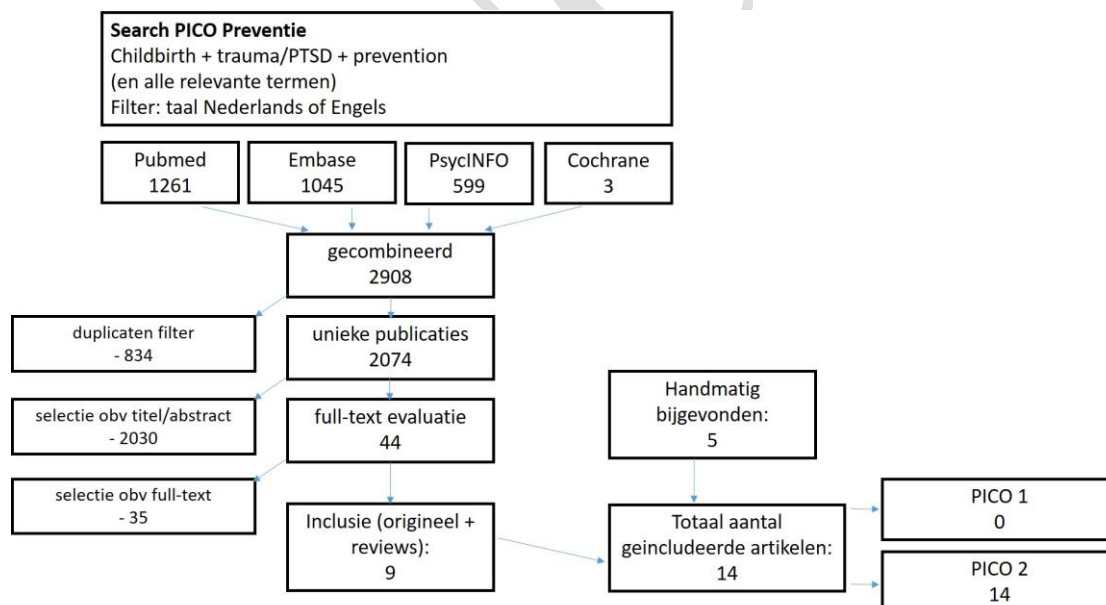 Search PICO Preventie
Childbirth + trauma/PTSD + prevention
(en alle relevante termen)
Filter: taal Nederlands of Engels
Pubmed
1261
Embase
1045
PsycINFO
599
Cochrane
3
gecombineerd
2908
duplicaten filter
- 834
unieke publicaties
2074
selectie obv titel/abstract
- 2030
full-text evaluatie
44
Handmatig
bijgevonden:
5
selectie obv full-text
- 35
Inclusie (origineel +
reviews):
9
Totaal aantal
geincludeerde artikelen:
14
PICO 1
0
PICO 2
14